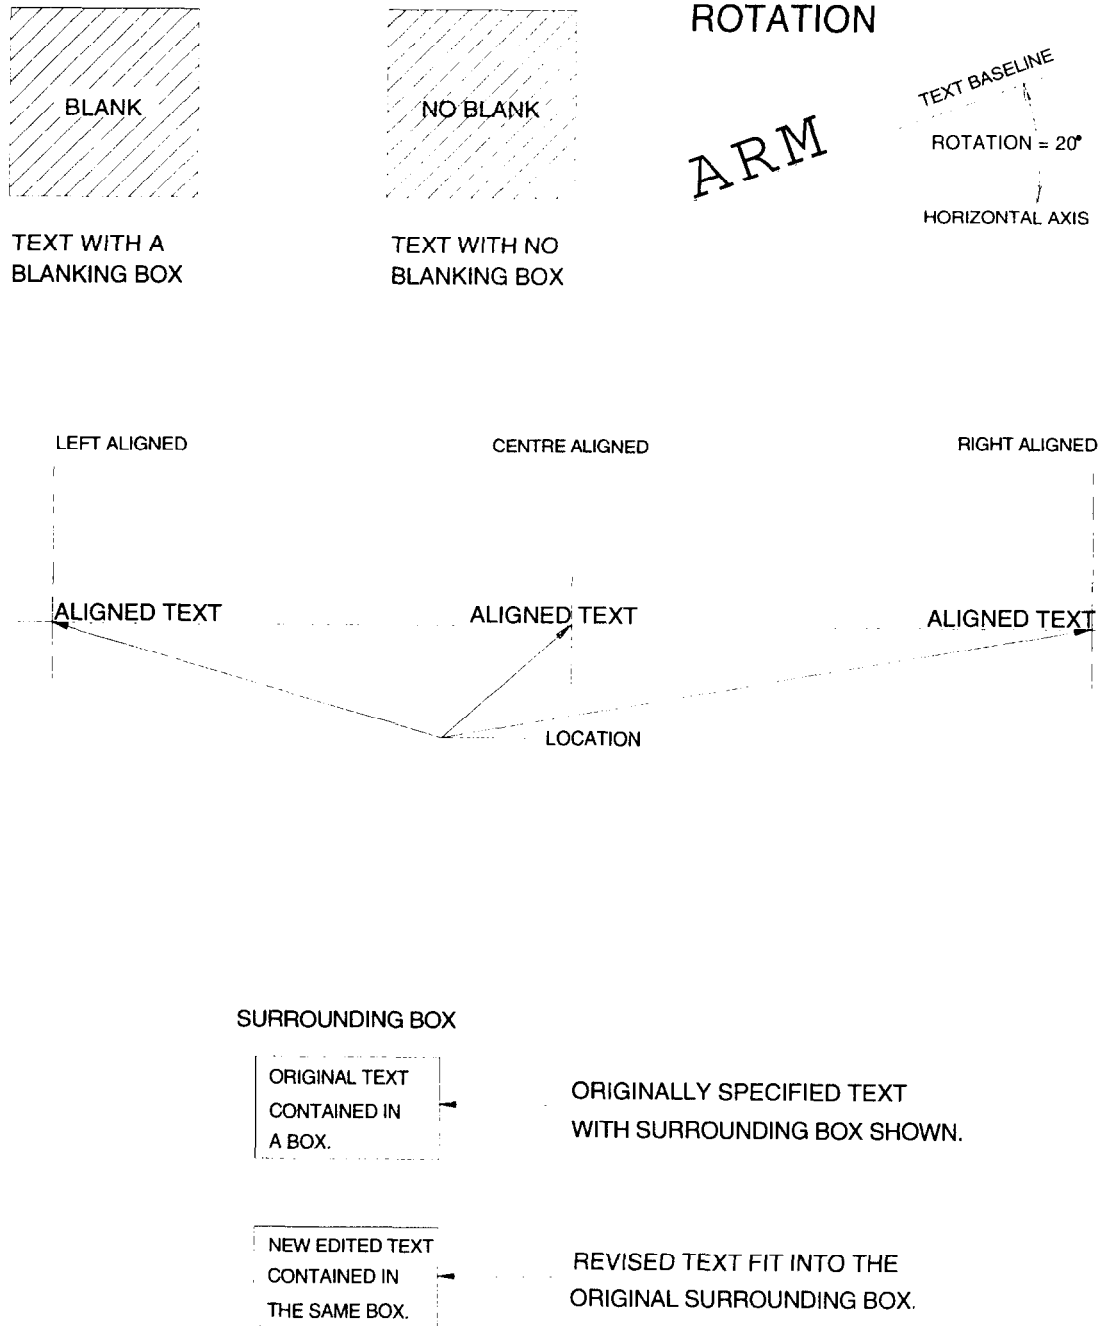 ROTATION
BLANK
NO BLANK
TEXT BASELINE
ARM
ROTATION = 20°
HORIZONTAL AXIS
TEXT WITH A
BLANKING BOX
TEXT WITH NO
BLANKING BOX
LEFT ALIGNED
CENTRE ALIGNED
RIGHT ALIGNED
ALIGNED TEXT
ALIGNED TEXT
ALIGNED TEXT
LOCATION
SURROUNDING BOX
ORIGINAL TEXT
CONTAINED IN
A BOX.
ORIGINALLY SPECIFIED TEXT
WITH SURROUNDING BOX SHOWN.
NEW EDITED TEXT
CONTAINED IN
THE SAME BOX.
REVISED TEXT FIT INTO THE
ORIGINAL SURROUNDING BOX.